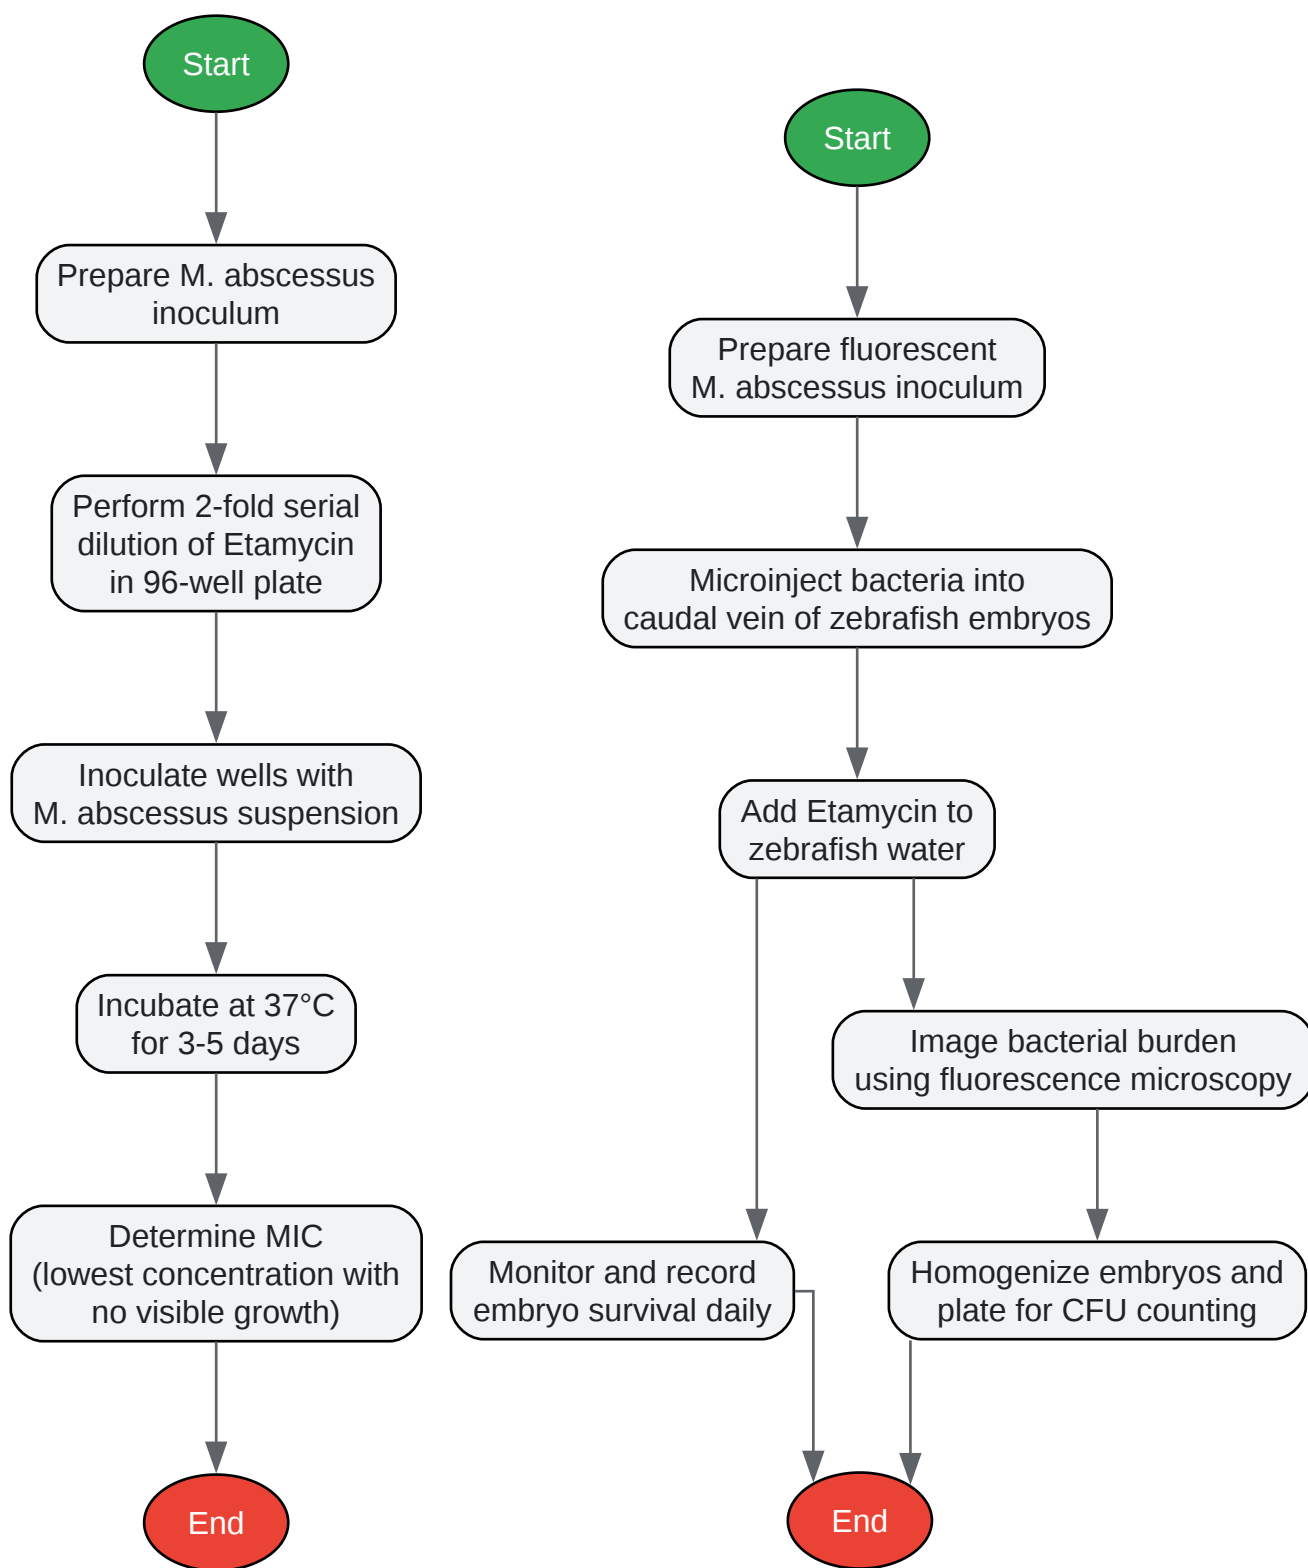 Start
Prepare M. abscessus
inoculum
Perform 2-fold serial
dilution of Etamycin
in 96-well plate
Inoculate wells with
M. abscessus suspension
Incubate at 37°C
for 3-5 days
Determine MIC
(lowest concentration with
no visible growth)
End
Start
Prepare fluorescent
M. abscessus inoculum
Microinject bacteria into
caudal vein of zebrafish embryos
Add Etamycin to
zebrafish water
Image bacterial burden
using fluorescence microscopy
Monitor and record
embryo survival daily
Homogenize embryos and
plate for CFU counting
End